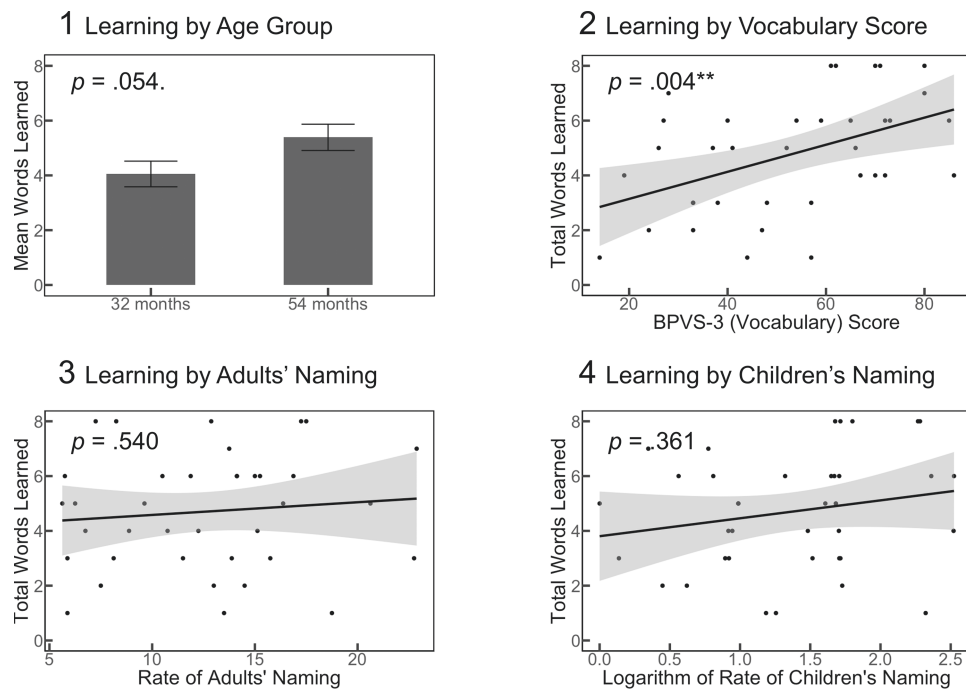 1 Learning by Age Group
p = .054.
Mean Words Learned
8
6
4
2
0
32 months 54 months
2 Learning by Vocabulary Score
p = .004**
Total Words Learned
8
6
4
2
0
20 40 60 80
BPVS-3 (Vocabulary) Score
3 Learning by Adults' Naming
p = .540
Total Words Learned
8
6
4
2
0
5 10 15 20
Rate of Adults' Naming
4 Learning by Children's Naming
p = .361
Total Words Learned
8
6
4
2
0
0.0 0.5 1.0 1.5 2.0 2.5
Logarithm of Rate of Children's Naming